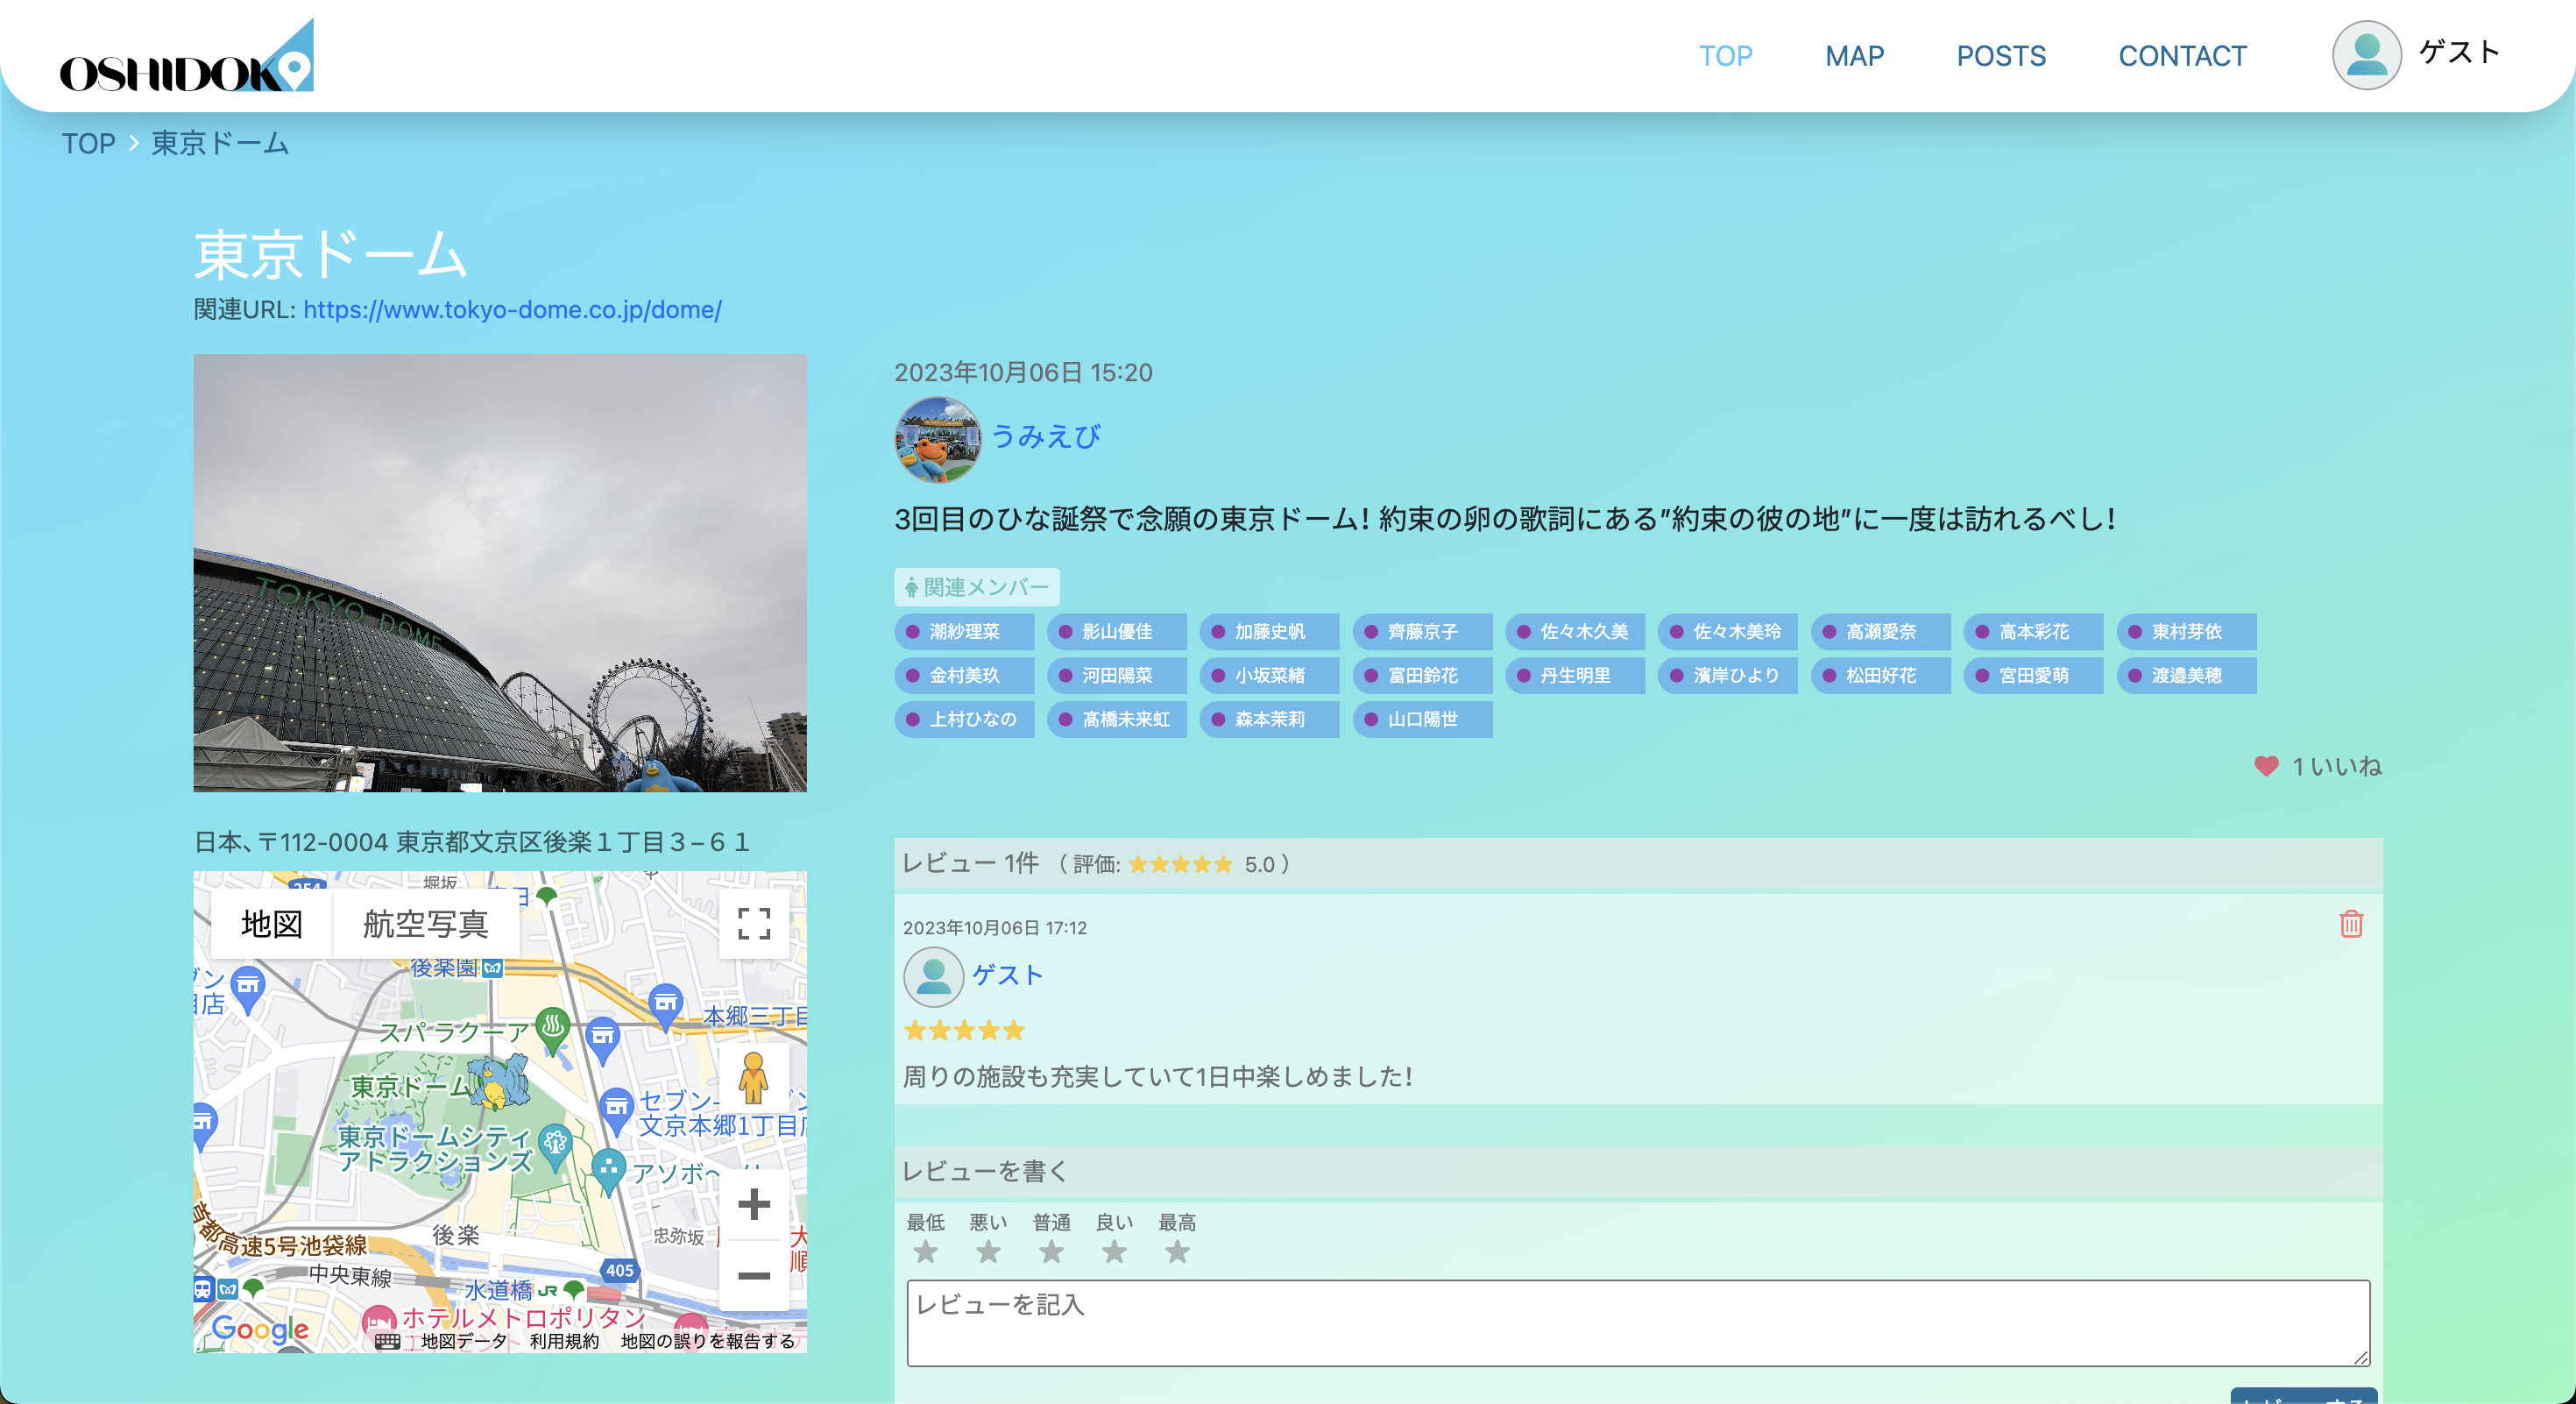 OSHIDOKO
TOP
MAP
POSTS
CONTACT
ゲスト
TOP > 東京ドーム
東京ドーム
関連URL: https://www.tokyo-dome.co.jp/dome/
TOKYO DOME
日本、〒112-0004 東京都文京区後楽１丁目３−６１
254
堀坂
地図
航空写真
後楽園
本郷三丁目
スパ ラクーア
東京ドーム
東京ドームシティ
アトラクションズ
文京本郷1丁目店
アソボ〜
忠弥坂
後楽
高速5号池袋線
中央東線
405
水道橋
JR
ホテルメトロポリタン
Google
地図データ
利用規約
地図の誤りを報告する
2023年10月06日 15:20
うみえび
3回目のひな誕祭で念願の東京ドーム！約束の卵の歌詞にある”約束の彼の地”に一度は訪れるべし！
関連メンバー
潮紗理菜 影山優佳 加藤史帆 齊藤京子 佐々木久美 佐々木美玲 高瀬愛奈 高本彩花 東村芽依
金村美玖 河田陽菜 小坂菜緒 富田鈴花 丹生明里 濱岸ひより 松田好花 宮田愛萌 渡邉美穂
上村ひなの 髙橋未来虹 森本茉莉 山口陽世
1 いいね
レビュー 1件 （ 評価: ★★★★★ 5.0 ）
2023年10月06日 17:12
ゲスト
★★★★★
周りの施設も充実していて1日中楽しめました！
レビューを書く
最低 悪い 普通 良い 最高
★ ★ ★ ★ ★
レビューを記入